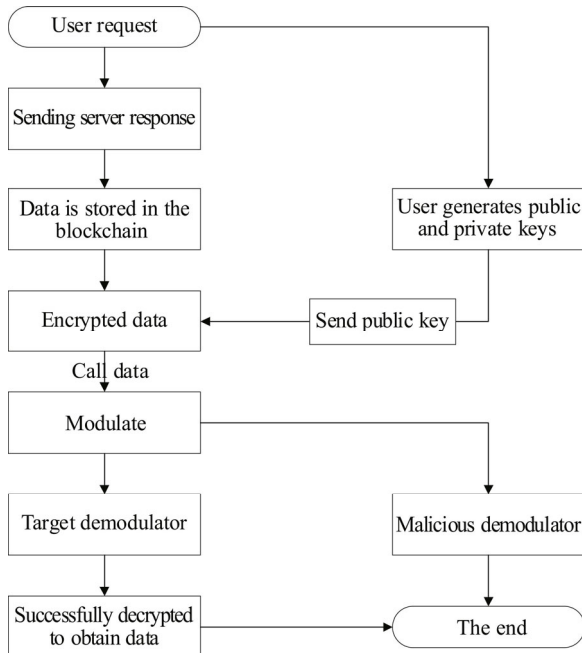 User request
Sending server response
Data is stored in the
blockchain
User generates public
and private keys
Encrypted data
Send public key
Call data
Modulate
Target demodulator
Malicious demodulator
Successfully decrypted
to obtain data
The end